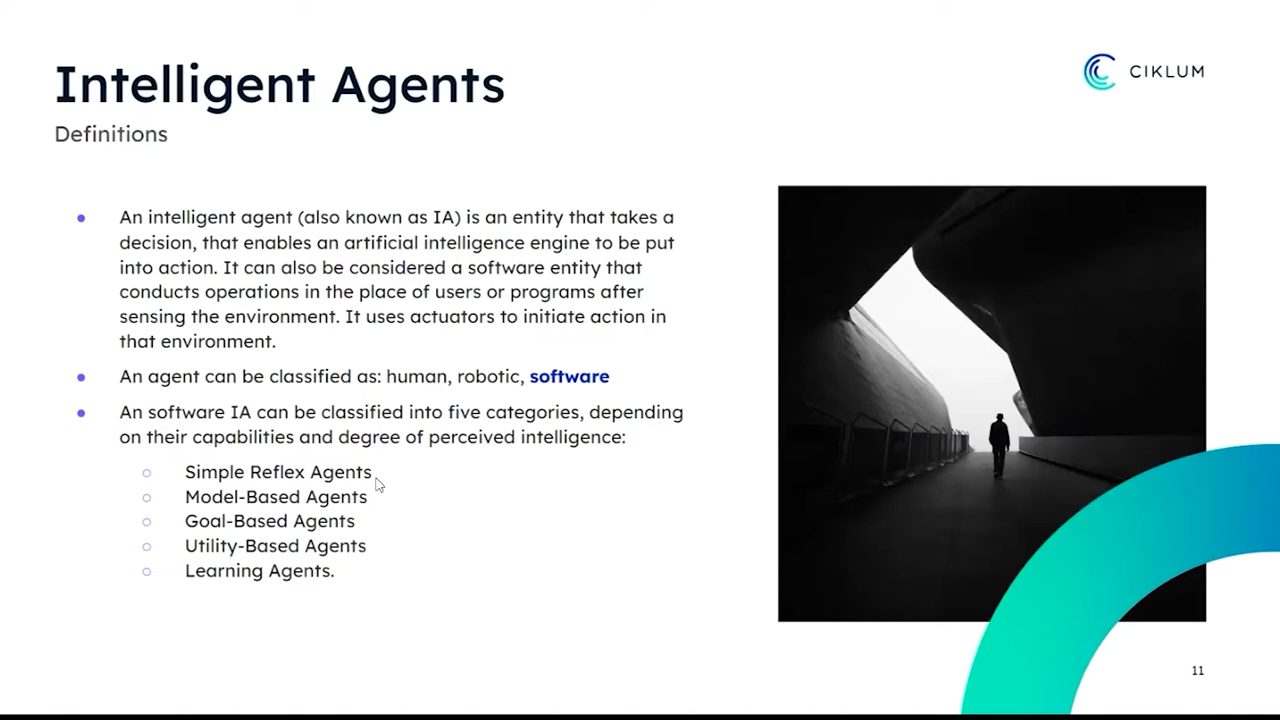 Intelligent Agents
CIKLUM
Definitions
An intelligent agent (also known as IA) is an entity that takes a
decision, that enables an artificial intelligence engine to be put
into action. It can also be considered a software entity that
conducts operations in the place of users or programs after
sensing the environment. It uses actuators to initiate action in
that environment.
An agent can be classified as: human, robotic, software
An software IA can be classified into five categories, depending
on their capabilities and degree of perceived intelligence:
Simple Reflex Agents
Model-Based Agents
Goal-Based Agents
Utility-Based Agents
Learning Agents.
11